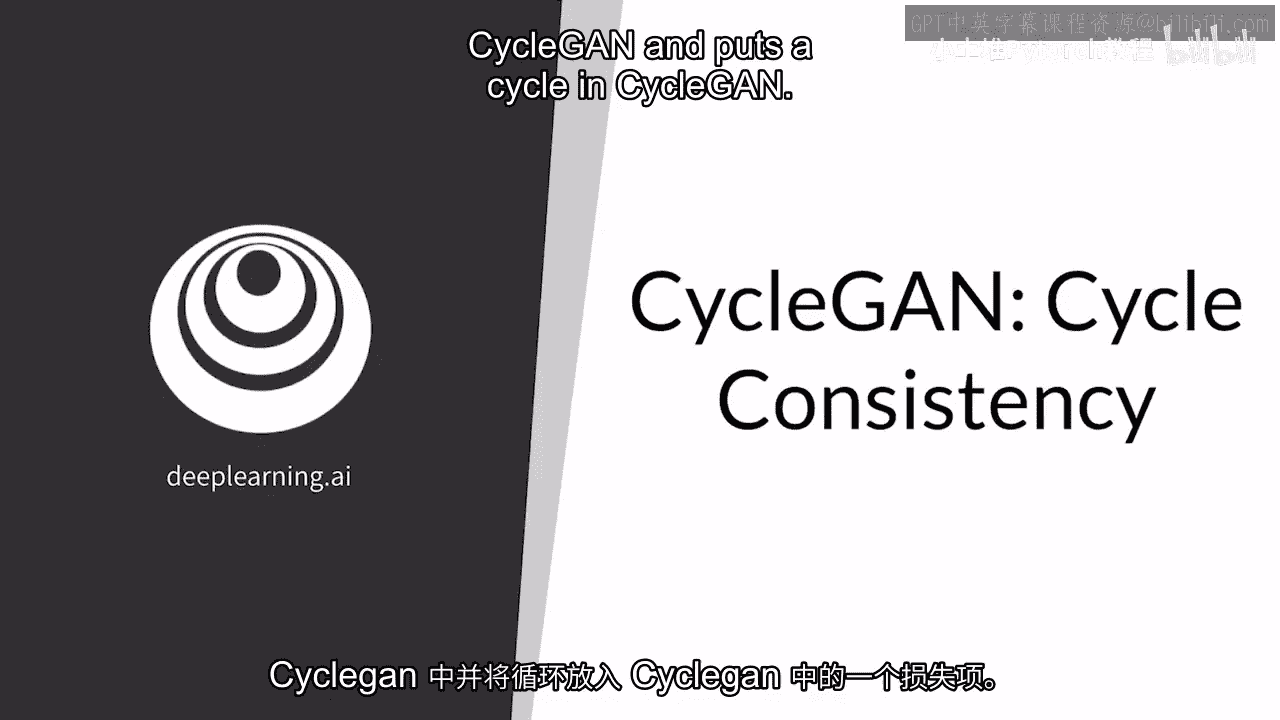 CycleGAN and puts a
cycle in CycleGAN.
GPT中英字幕课程资源@bilibili.com
小土堆Pytorch教程 bilibili
deeplearning.ai
CycleGAN: Cycle
Consistency
Cyclegan 中并将循环放入 Cyclegan 中的一个损失项。